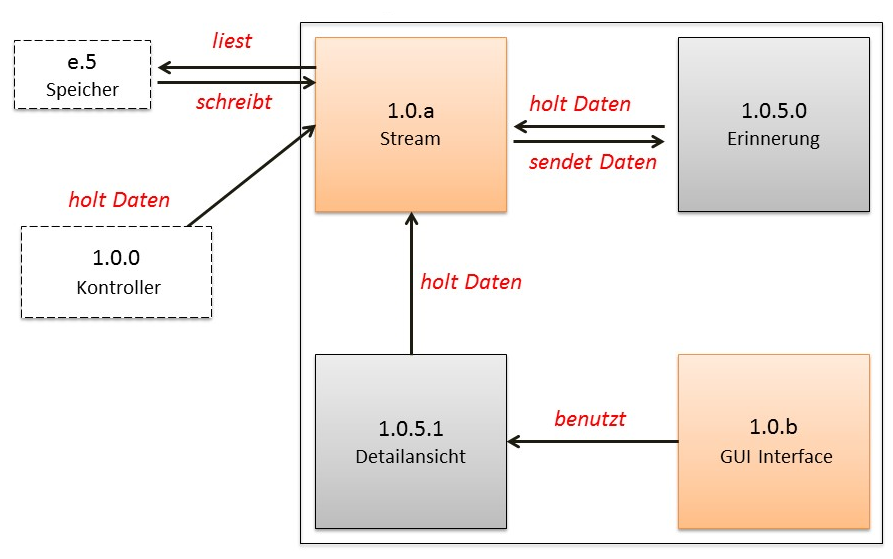 e.5
Speicher
liest
schreibt
1.0.a
Stream
holt Daten
sendet Daten
1.0.5.0
Erinnerung
holt Daten
1.0.0
Kontroller
holt Daten
1.0.5.1
Detailansicht
benutzt
1.0.b
GUI Interface